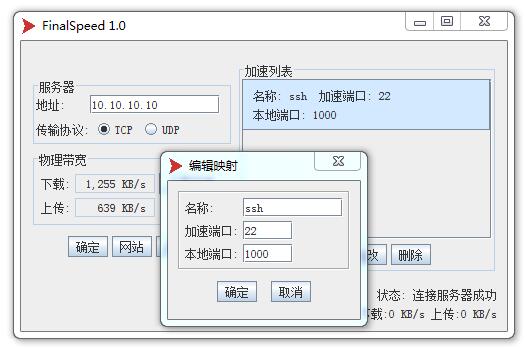 FinalSpeed 1.0
服务器
地址: 10.10.10.10
传输协议: TCP UDP
物理带宽
下载: 1,255 KB/s
上传: 639 KB/s
确定 网站
加速列表
名称: ssh 加速端口: 22
本地端口: 1000
改 删除
状态: 连接服务器成功
下载:0 KB/s 上传:0 KB/s
编辑映射
名称: ssh
加速端口: 22
本地端口: 1000
确定 取消